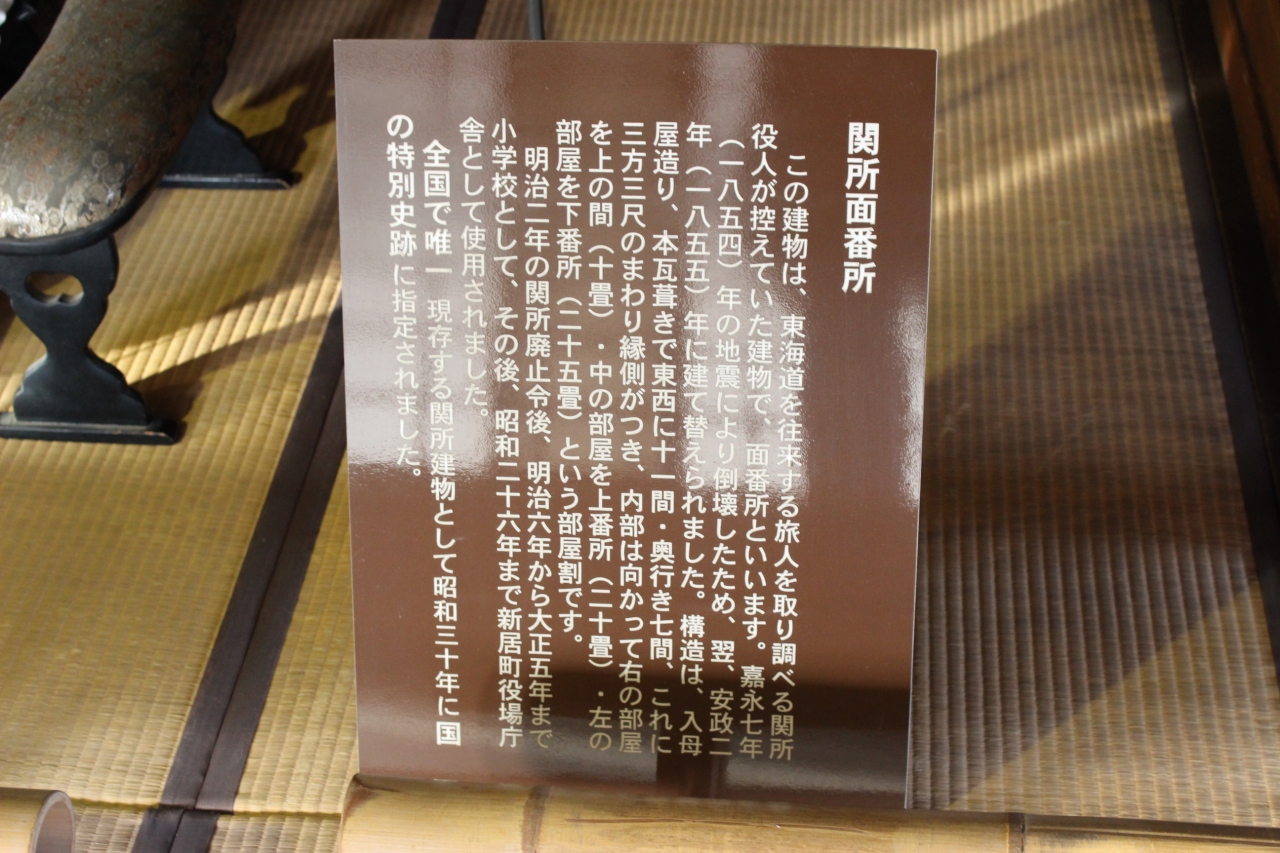 関所面番所
この建物は、東海道を往来する旅人を取り調べる関所
役人が控えていた建物で、面番所といいます。嘉永七年
（一八五四）年の地震により倒壊したため、翌、安政二
年（一八五五）年に建て替えられました。構造は、入母
屋造り、本瓦葺きで東西に十一間・奥行き七間、これに
三方三尺のまわり縁側がつき、内部は向かって右の部屋
を上の間（十畳）・中の部屋を上番所（二十畳）・左の
部屋を下番所（二十五畳）という部屋割です。
明治二年の関所廃止令後、明治六年から大正五年まで
小学校として、その後、昭和二十六年まで新居町役場庁
舎として使用されました。
全国で唯一 現存する関所建物として昭和三十年に国
の特別史跡に指定されました。